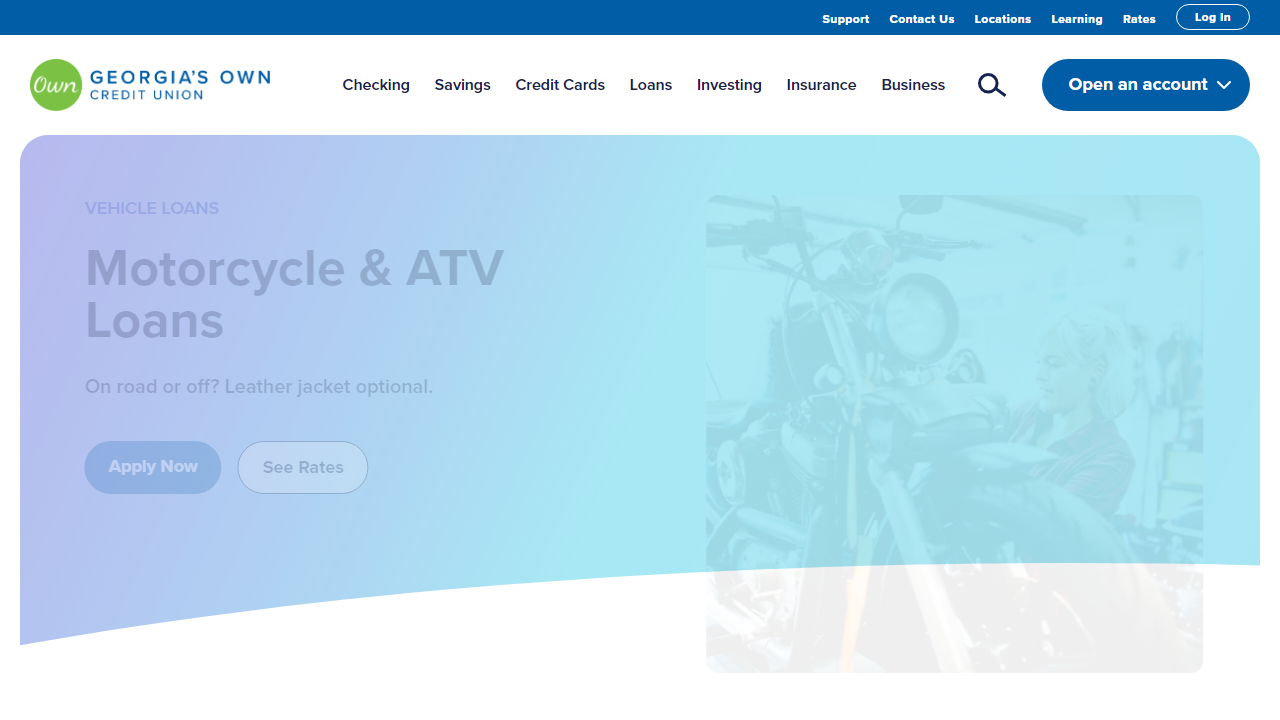 Support Contact Us Locations Learning Rates Log In
Own GEORGIA'S OWN
CREDIT UNION
Checking Savings Credit Cards Loans Investing Insurance Business Open an account
VEHICLE LOANS
Motorcycle & ATV
Loans
On road or off? Leather jacket optional.
Apply Now See Rates